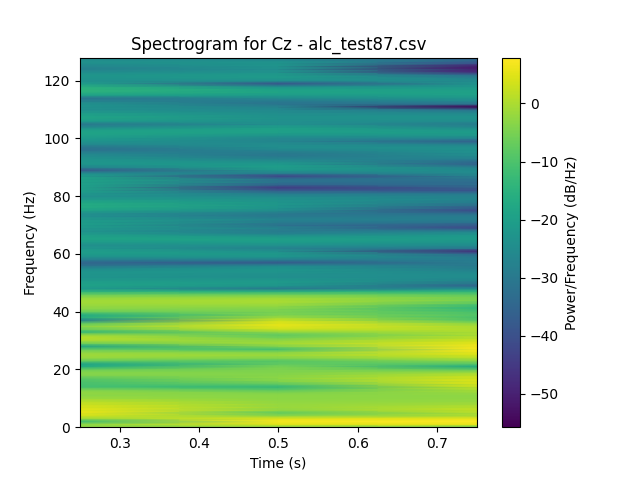 Spectrogram for Cz - alc_test87.csv
120
100
80
60
40
20
0
Frequency (Hz)
0.3 0.4 0.5 0.6 0.7
Time (s)
0
−10
−20
−30
−40
−50
Power/Frequency (dB/Hz)